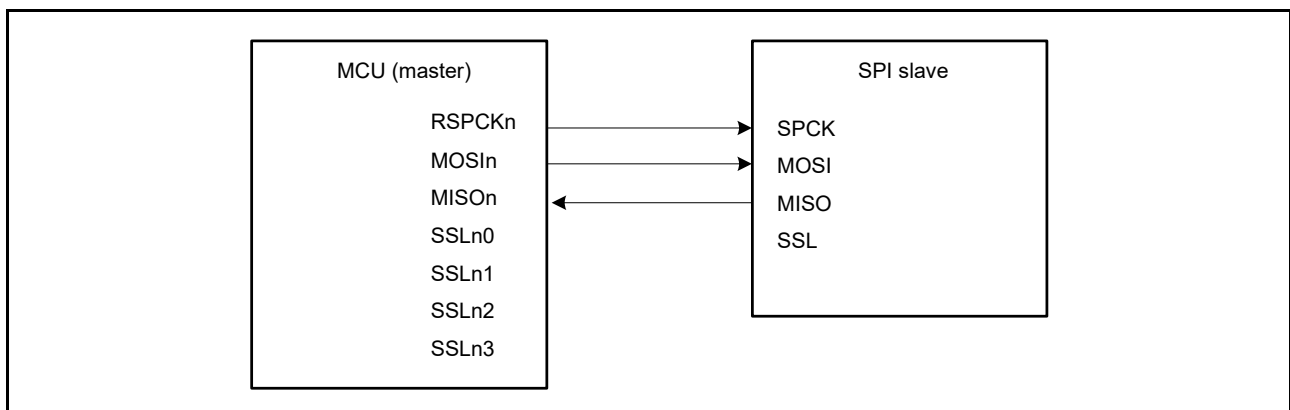 MCU (master)
RSPCKn
MOSIn
MISOn
SSLn0
SSLn1
SSLn2
SSLn3
SPI slave
SPCK
MOSI
MISO
SSL